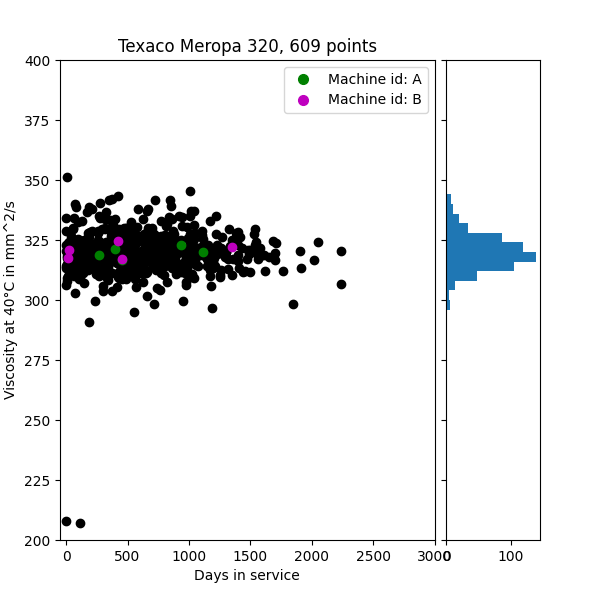 Texaco Meropa 320, 609 points
Machine id: A
Machine id: B
Viscosity at 40°C in mm^2/s
400
375
350
325
300
275
250
225
200
0 500 1000 1500 2000 2500 3000
0 100
Days in service